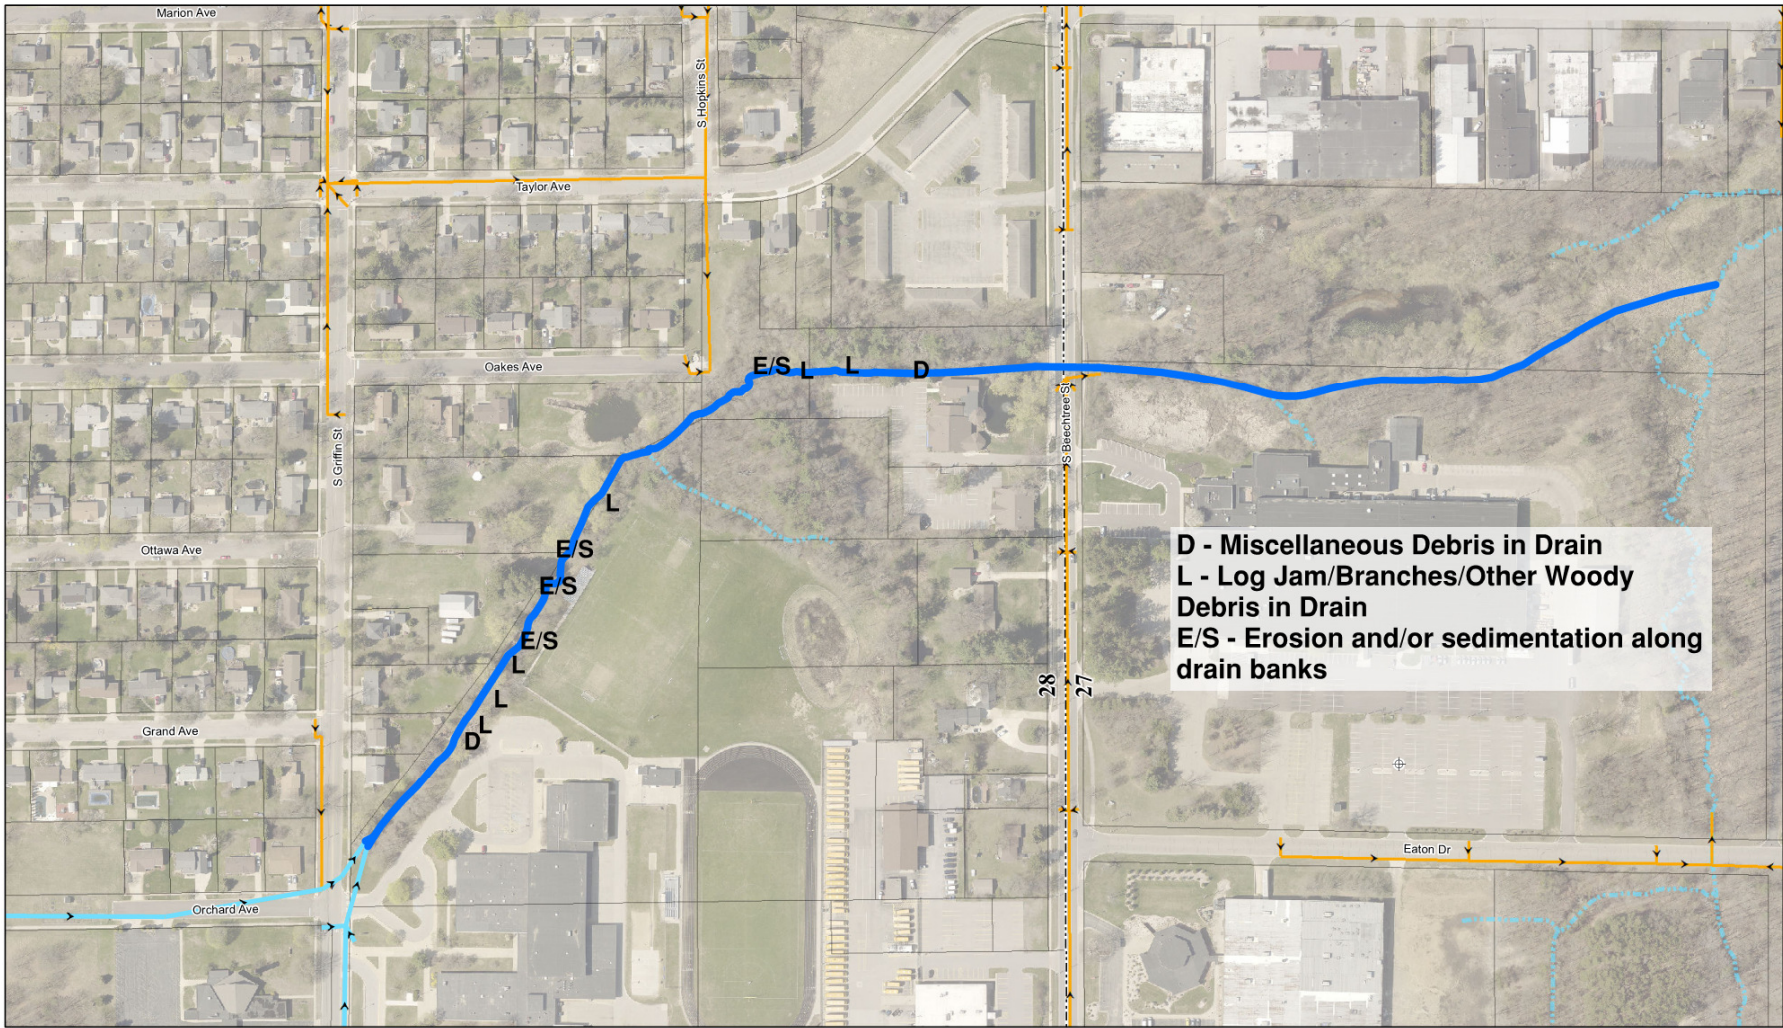 Marion Ave
S Hopkins St
Taylor Ave
Oakes Ave
E/S
L
L
D
S Beechtree St
S Griffin St
L
Ottawa Ave
E/S
E/S
D - Miscellaneous Debris in Drain
L - Log Jam/Branches/Other Woody
Debris in Drain
E/S - Erosion and/or sedimentation along
drain banks
E/S
L
28
27
L
L
D
Grand Ave
Eaton Dr
Orchard Ave